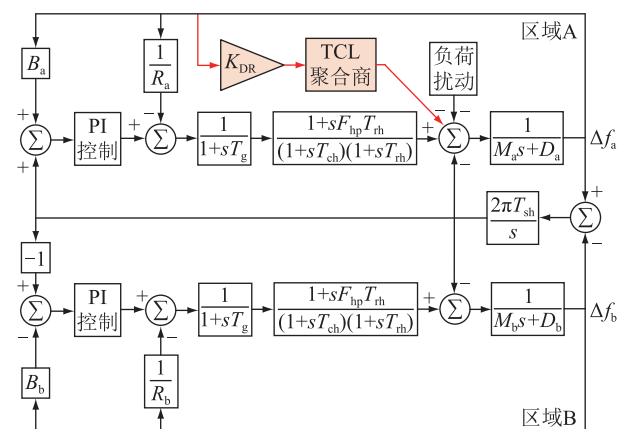 区域A
B_a
1/R_a
K_DR
TCL
聚合商
负荷
扰动
+
+
Σ
PI
控制
+
−
Σ
1/(1+sT_g)
(1+sF_hp T_rh)/((1+sT_ch)(1+sT_rh))
+
−
−
−
Σ
1/(M_a s+D_a)
Δf_a
2πT_sh/s
+
Σ
−
−1
+
−
Σ
PI
控制
+
−
Σ
1/(1+sT_g)
(1+sF_hp T_rh)/((1+sT_ch)(1+sT_rh))
+
−
Σ
1/(M_b s+D_b)
Δf_b
B_b
1/R_b
区域B